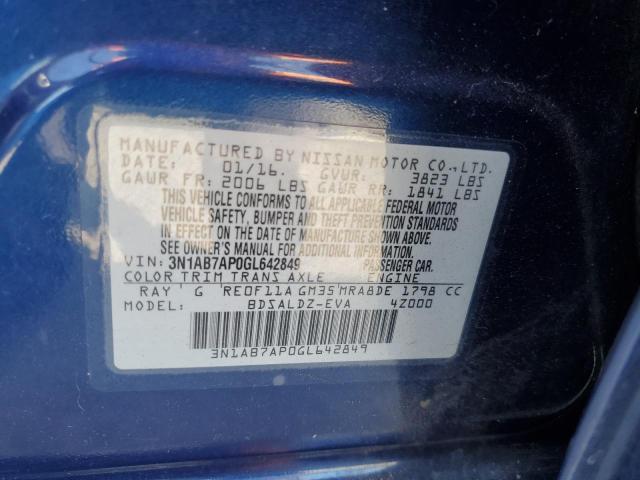 MANUFACTURED BY NISSAN MOTOR CO., LTD.
DATE: 01/16. GVWR: 3823 LBS
GAWR FR: 2006 LBS GAWR RR: 1841 LBS
THIS VEHICLE CONFORMS TO ALL APPLICABLE FEDERAL MOTOR
VEHICLE SAFETY, BUMPER AND THEFT PREVENTION STANDARDS
IN EFFECT ON THE DATE OF MANUFACTURE SHOWN ABOVE.
SEE OWNER'S MANUAL FOR ADDITIONAL INFORMATION.
VIN: 3N1AB7AP0GL642849 PASSENGER CAR.
COLOR TRIM TRANS AXLE ENGINE
RAY ' G RE0F11A GM35 MRA8DE 1798 CC
MODEL: BDSALDZ-EVA 4Z000
3N1AB7AP0GL642849